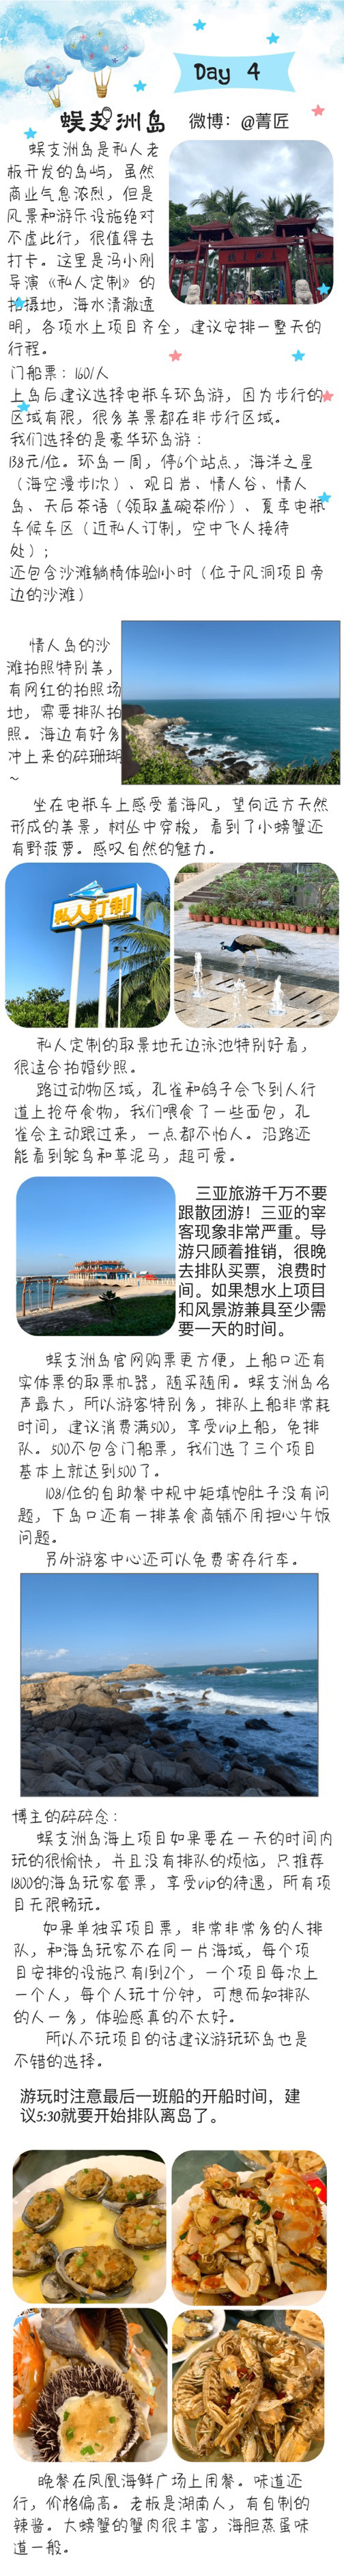 Day 4
蜈支洲岛
微博：@菁匠
蜈支洲岛是私人老
板开发的岛屿，虽然
商业气息浓烈，但是
风景和游乐设施绝对
不虚此行，很值得去
打卡。这里是冯小刚
导演《私人定制》的
拍摄地，海水清澈透
明，各项水上项目齐全，建议安排一整天的
行程。
门船票：160/人
上岛后建议选择电瓶车环岛游，因为步行的
区域有限，很多美景都在非步行区域。
我们选择的是豪华环岛游：
138元/位。环岛一周，停6个站点，海洋之星
（海空漫步1次）、观日岩、情人谷、情人
岛、天后茶语（领取盖碗茶1份）、夏季电瓶
车候车区（近私人订制，空中飞人接待
处）；
还包含沙滩躺椅体验1小时（位于风洞项目旁
边的沙滩）
情人岛的沙
滩拍照特别美，
有网红的拍照场
地，需要排队拍
照。海边有好多
冲上来的碎珊瑚
~
坐在电瓶车上感受着海风，望向远方天然
形成的美景，树丛中穿梭，看到了小螃蟹还
有野菠萝。感叹自然的魅力。
私人订制
私人定制的取景地无边泳池特别好看，
很适合拍婚纱照。
路过动物区域，孔雀和鸽子会飞到人行
道上抢夺食物，我们喂食了一些面包，孔
雀会主动跟过来，一点都不怕人。沿路还
能看到鸵鸟和草泥马，超可爱。
三亚旅游千万不要
跟散团游！三亚的宰
客现象非常严重。导
游只顾着推销，很晚
去排队买票，浪费时
间。如果想水上项目
和风景游兼具至少需
要一天的时间。
蜈支洲岛官网购票更方便，上船口还有
实体票的取票机器，随买随用。蜈支洲岛名
声最大，所以游客特别多，排队上船非常耗
时间，建议消费满500，享受vip上船，免排
队。500不包含门船票，我们选了三个项目
基本上就达到500了。
108/位的自助餐中规中矩填饱肚子没有问
题，下岛口还有一排美食商铺不用担心午饭
问题。
另外游客中心还可以免费寄存行李。
博主的碎碎念：
蜈支洲岛海上项目如果要在一天的时间内
玩的很愉快，并且没有排队的烦恼，只推荐
1800的海岛玩家套票，享受vip的待遇，所有项
目无限畅玩。
如果单独买项目票，非常非常多的人排
队，和海岛玩家不在同一片海域，每个项
目安排的设施只有1到2个，一个项目每次上
一个人，每个人玩十分钟，可想而知排队
的人一多，体验感真的不太好。
所以不玩项目的话建议游玩环岛也是
不错的选择。
游玩时注意最后一班船的开船时间，建
议5:30就要开始排队离岛了。
晚餐在凤凰海鲜广场上用餐。味道还
行，价格偏高。老板是湖南人，有自制的
辣酱。大螃蟹的蟹肉很丰富，海胆蒸蛋味
道一般。